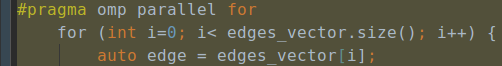 #pragma omp parallel for
for (int i=0; i< edges_vector.size(); i++) {
auto edge = edges_vector[i];